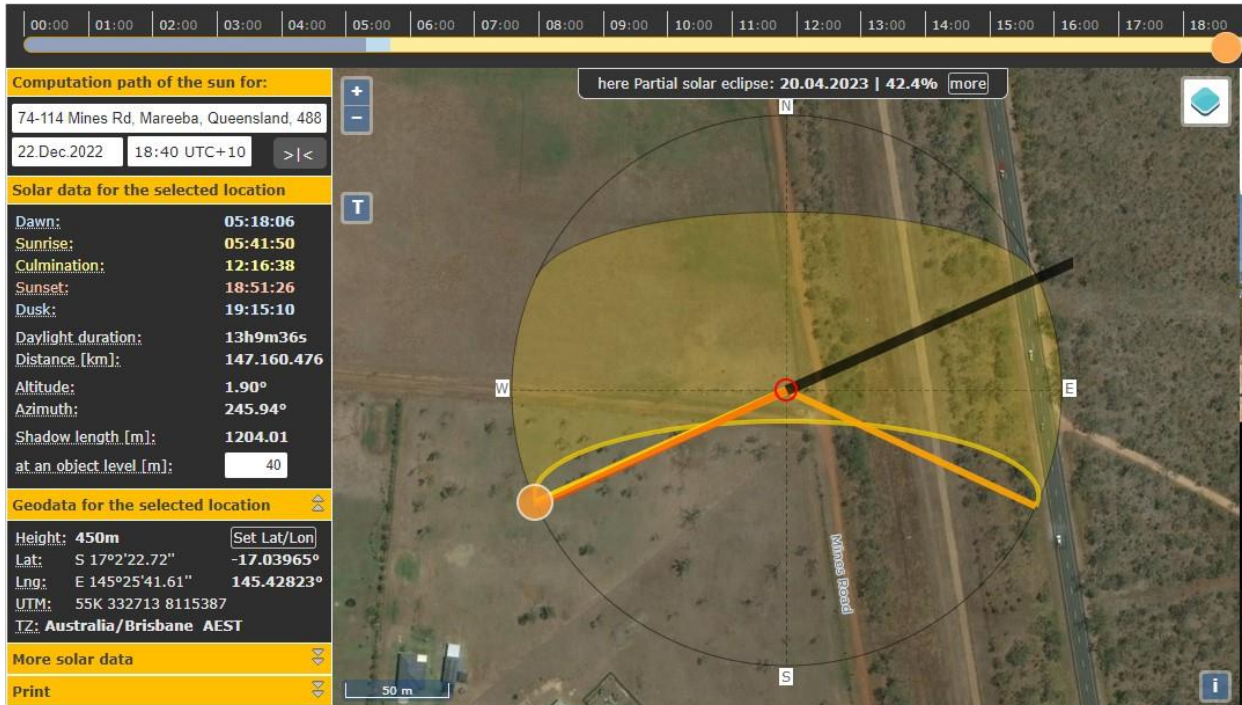 00:00 01:00 02:00 03:00 04:00 05:00 06:00 07:00 08:00 09:00 10:00 11:00 12:00 13:00 14:00 15:00 16:00 17:00 18:00
Computation path of the sun for:
74-114 Mines Rd, Mareeba, Queensland, 488
22.Dec.2022 18:40 UTC+10 >|<
Solar data for the selected location
Dawn: 05:18:06
Sunrise: 05:41:50
Culmination: 12:16:38
Sunset: 18:51:26
Dusk: 19:15:10
Daylight duration: 13h9m36s
Distance [km]: 147.160.476
Altitude: 1.90°
Azimuth: 245.94°
Shadow length [m]: 1204.01
at an object level [m]: 40
Geodata for the selected location
Height: 450m Set Lat/Lon
Lat: S 17°2'22.72'' -17.03965°
Lng: E 145°25'41.61'' 145.42823°
UTM: 55K 332713 8115387
TZ: Australia/Brisbane AEST
More solar data
Print
+
−
T
here Partial solar eclipse: 20.04.2023 | 42.4% more
N
W
E
S
Mines Road
50 m
i